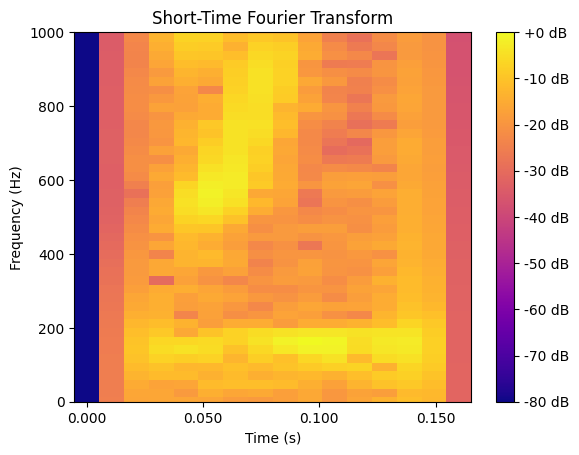 Short-Time Fourier Transform
1000
800
600
400
200
0
Frequency (Hz)
0.000
0.050
0.100
0.150
Time (s)
+0 dB
-10 dB
-20 dB
-30 dB
-40 dB
-50 dB
-60 dB
-70 dB
-80 dB